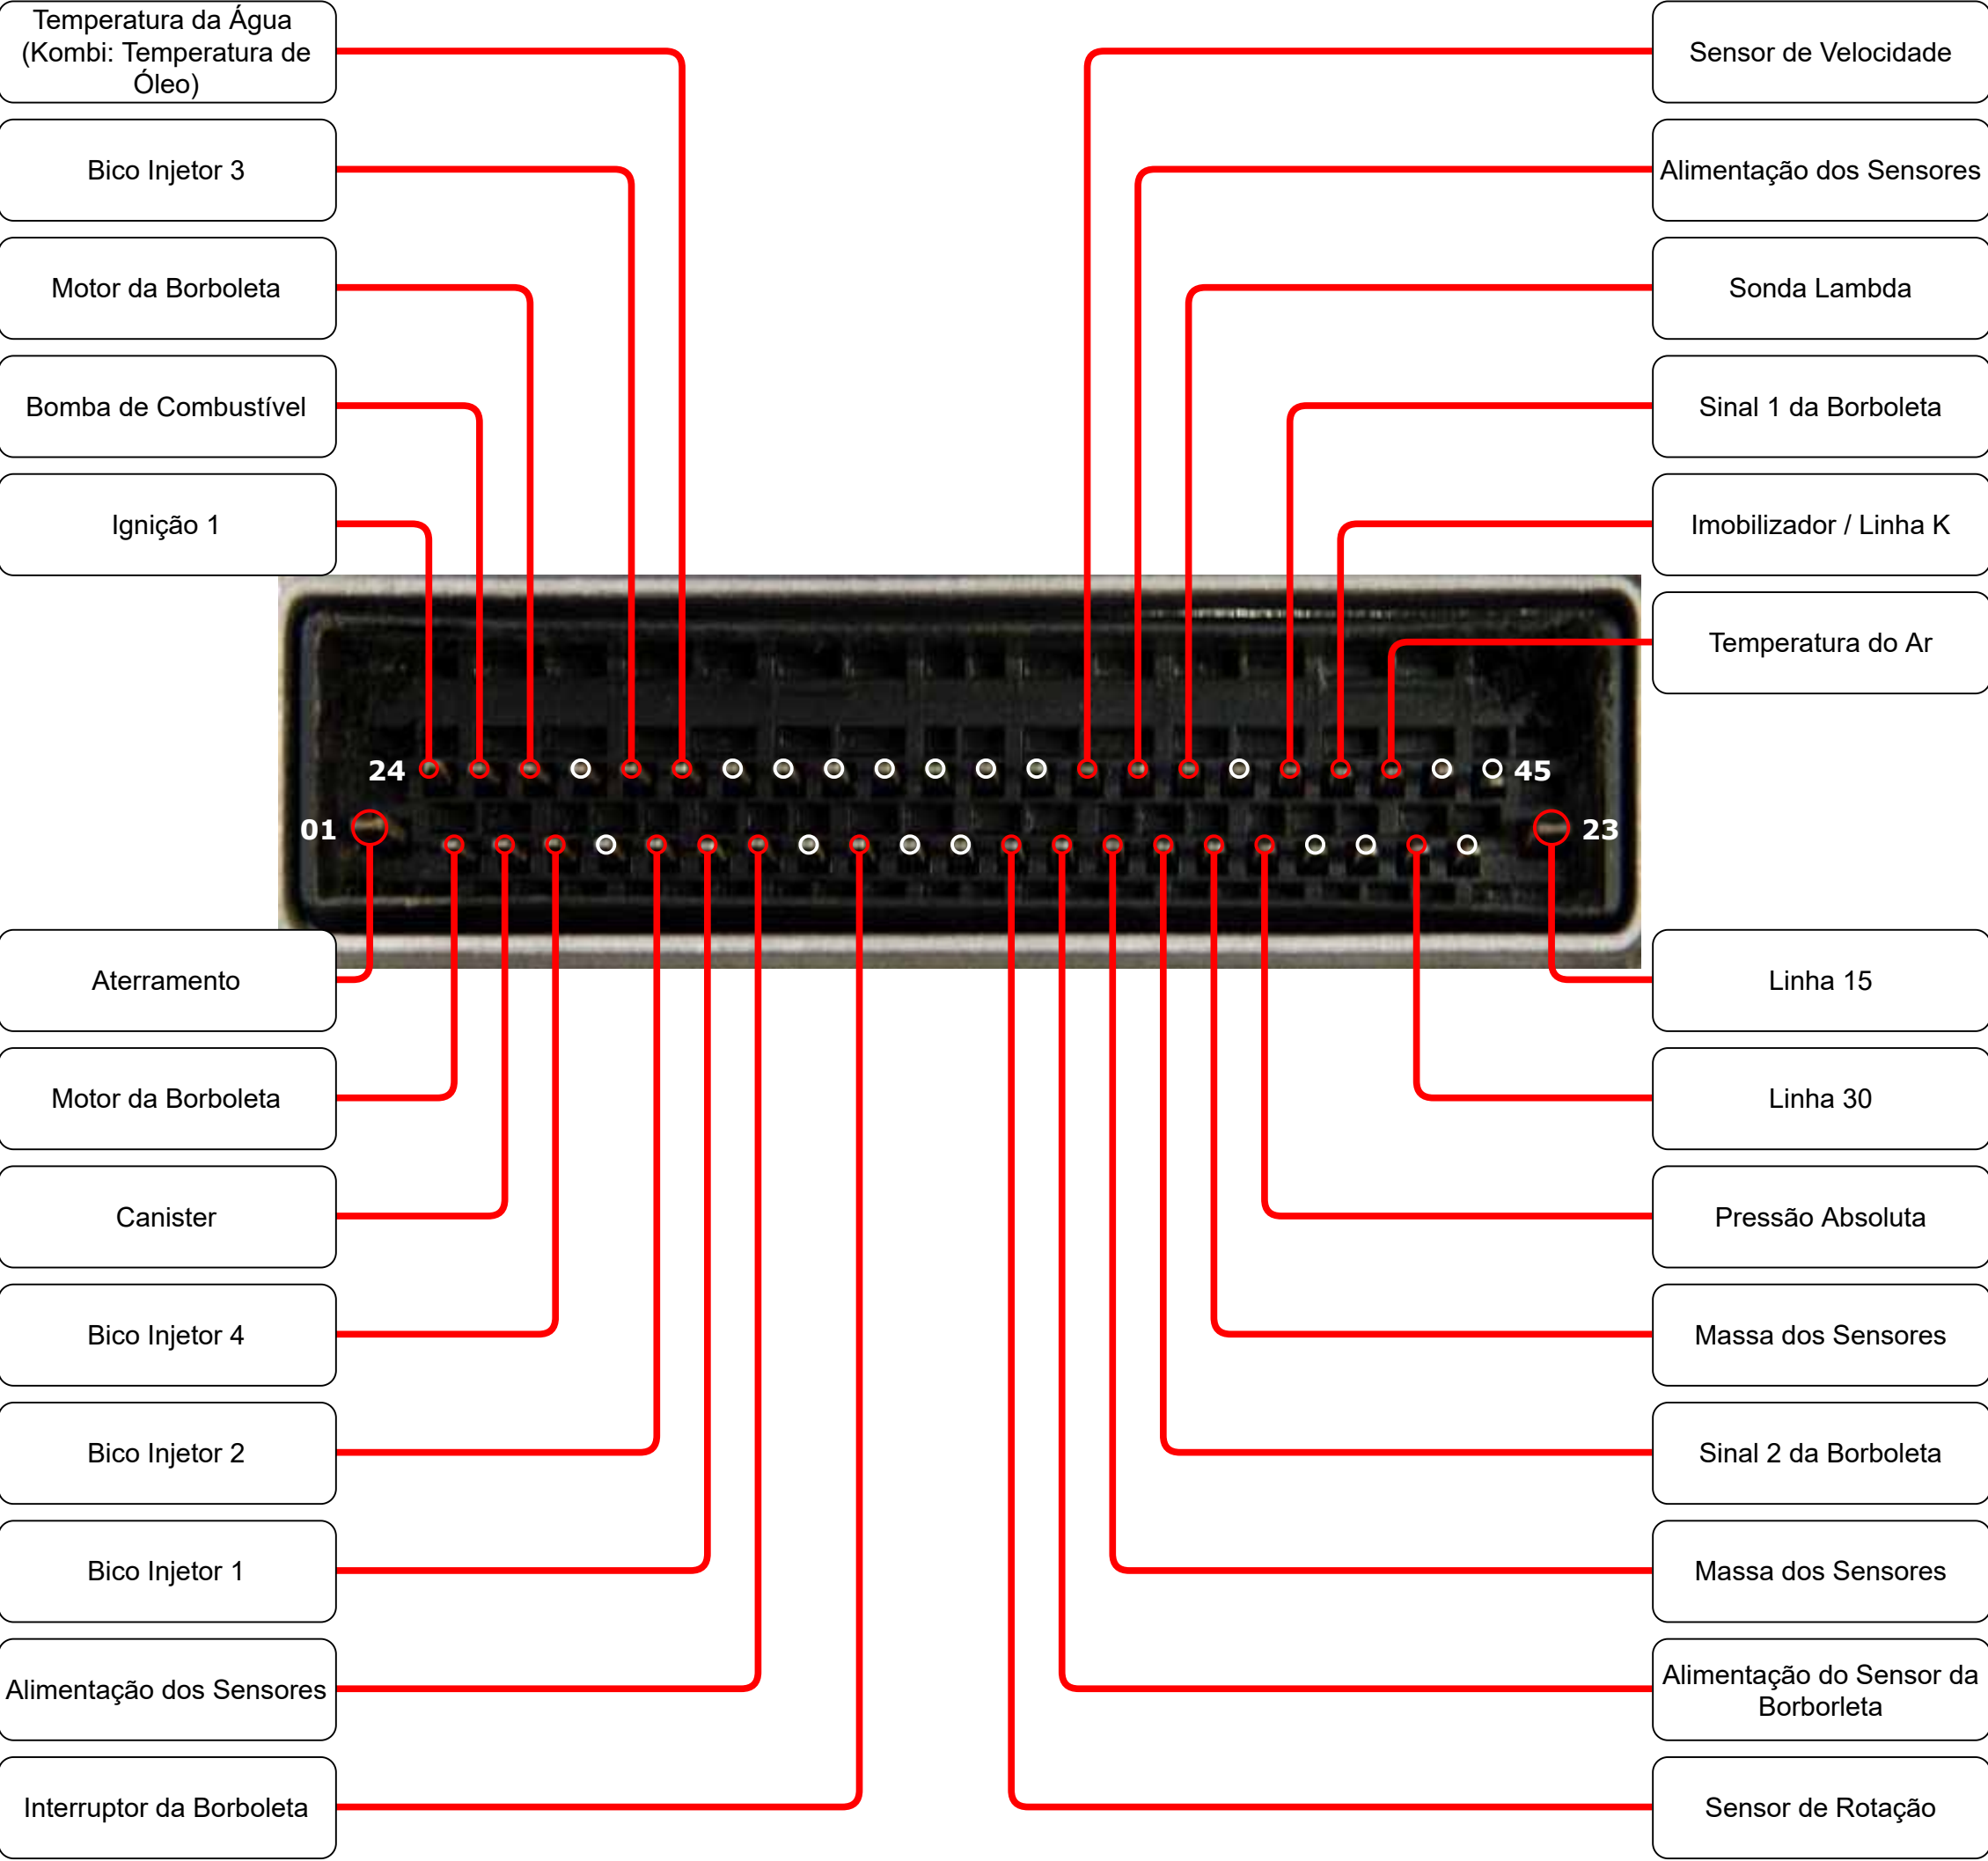 Temperatura da Água
(Kombi: Temperatura de
Óleo)
Bico Injetor 3
Motor da Borboleta
Bomba de Combustível
Ignição 1
Sensor de Velocidade
Alimentação dos Sensores
Sonda Lambda
Sinal 1 da Borboleta
Imobilizador / Linha K
Temperatura do Ar
24
45
01
23
Aterramento
Motor da Borboleta
Canister
Bico Injetor 4
Bico Injetor 2
Bico Injetor 1
Alimentação dos Sensores
Interruptor da Borboleta
Linha 15
Linha 30
Pressão Absoluta
Massa dos Sensores
Sinal 2 da Borboleta
Massa dos Sensores
Alimentação do Sensor da
Borborleta
Sensor de Rotação